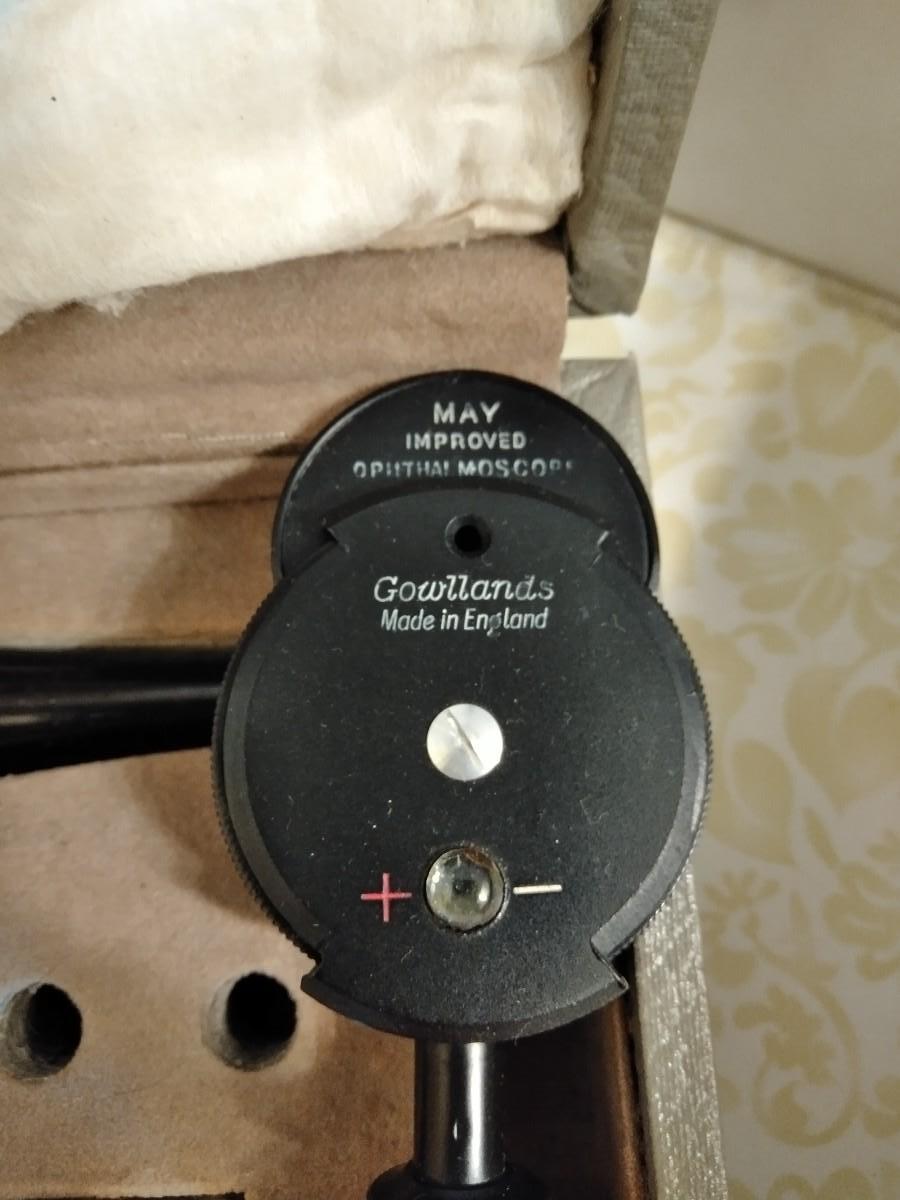 MAY
IMPROVED
OPHTHALMOSCOPE
Gowllands
Made in England
+ −